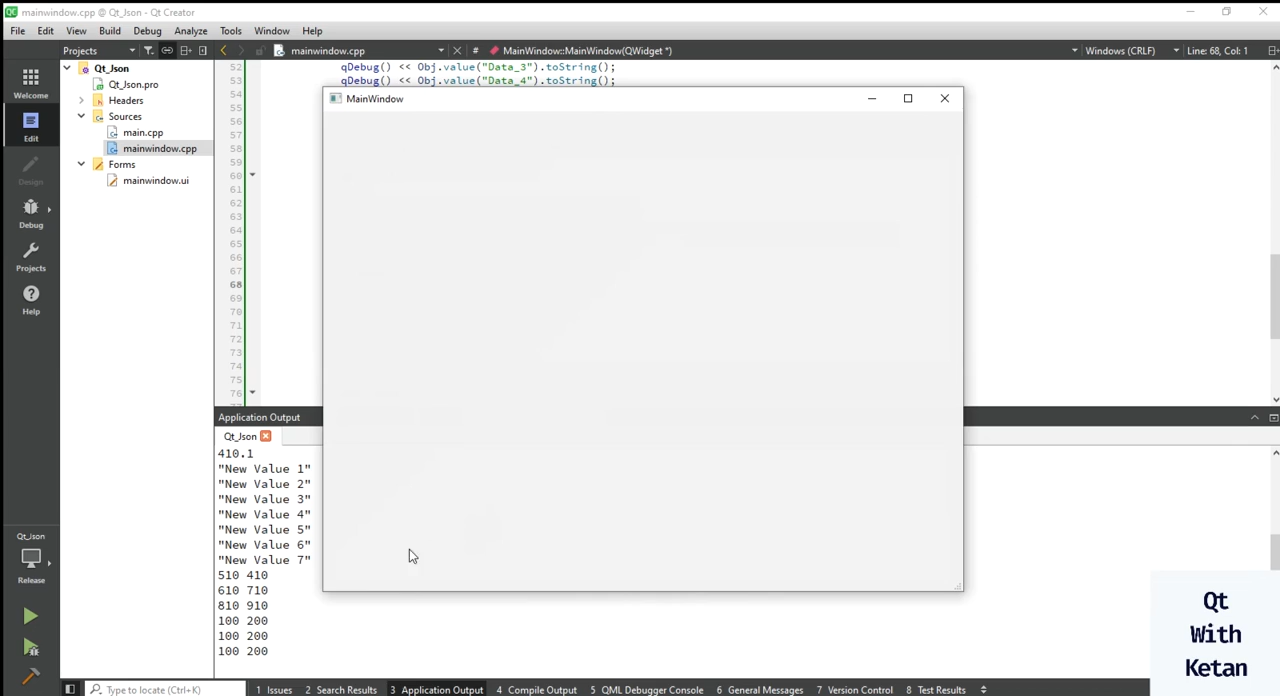 mainwindow.cpp @ Qt_Json - Qt Creator
File Edit View Build Debug Analyze Tools Window Help
Projects
mainwindow.cpp
# MainWindow::MainWindow(QWidget *)
Windows (CRLF)
Line: 68, Col: 1
Welcome
Edit
Design
Debug
Projects
Help
Qt_Json
Release
Qt_Json
Qt_Json.pro
Headers
Sources
main.cpp
mainwindow.cpp
Forms
mainwindow.ui
52 qDebug() << Obj.value("Data_3").toString();
53 qDebug() << Obj.value("Data_4").toString();
54
55
56
57
58
59
60
61
62
63
64
65
66
67
68
69
70
71
72
73
74
75
76
MainWindow
Application Output
Qt_Json
410.1
"New Value 1"
"New Value 2"
"New Value 3"
"New Value 4"
"New Value 5"
"New Value 6"
"New Value 7"
510 410
610 710
810 910
100 200
100 200
100 200
Qt
With
Ketan
Type to locate (Ctrl+K)
1 Issues 2 Search Results 3 Application Output 4 Compile Output 5 QML Debugger Console 6 General Messages 7 Version Control 8 Test Results